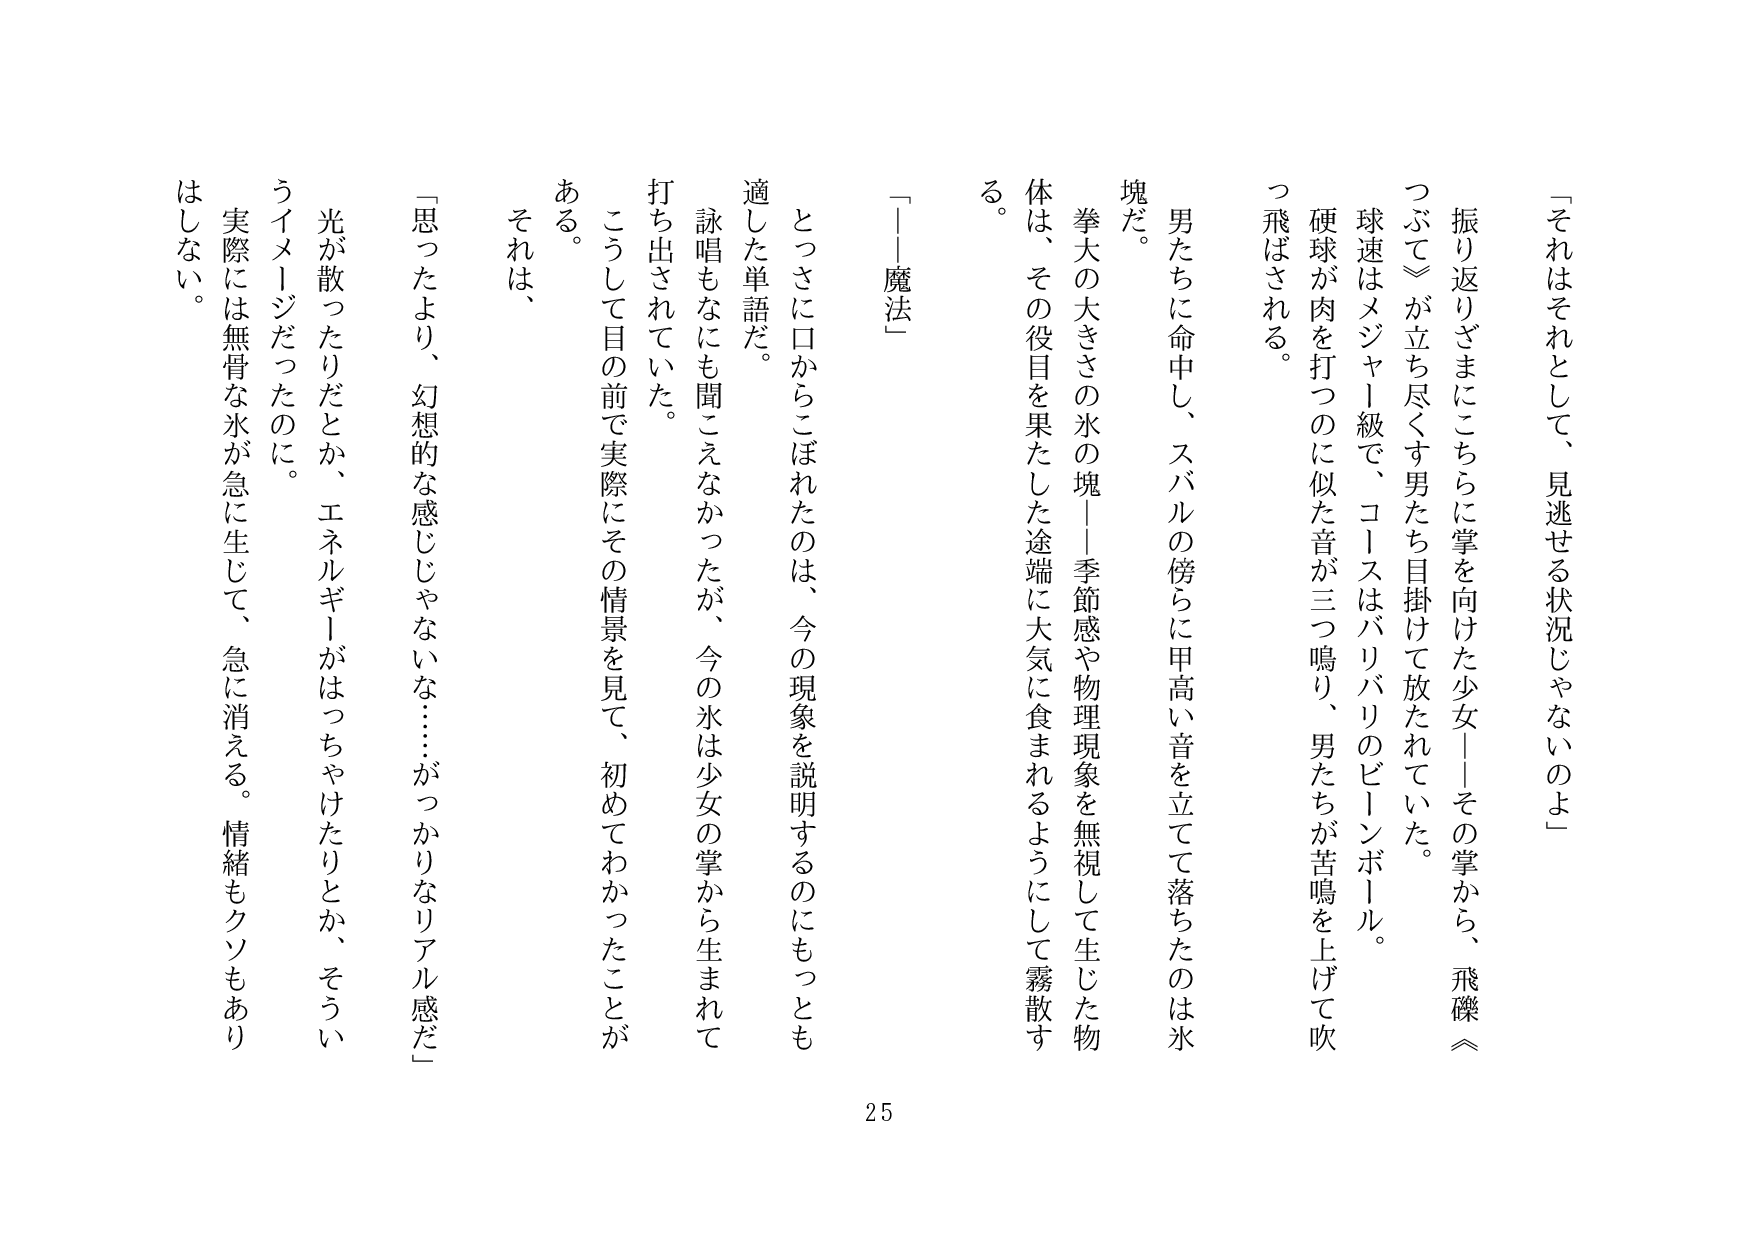 「それはそれとして、見逃せる状況じゃないのよ」
　振り返りざまにこちらに掌を向けた少女――その掌から、飛礫《
つぶて》が立ち尽くす男たち目掛けて放たれていた。
　球速はメジャー級で、コースはバリバリのビーンボール。
　硬球が肉を打つのに似た音が三つ鳴り、男たちが苦鳴を上げて吹
っ飛ばされる。
　男たちに命中し、スバルの傍らに甲高い音を立てて落ちたのは氷
塊だ。
　拳大の大きさの氷の塊――季節感や物理現象を無視して生じた物
体は、その役目を果たした途端に大気に食まれるようにして霧散す
る。
「――魔法」
　とっさに口からこぼれたのは、今の現象を説明するのにもっとも
適した単語だ。
　詠唱もなにも聞こえなかったが、今の氷は少女の掌から生まれて
打ち出されていた。
　こうして目の前で実際にその情景を見て、初めてわかったことが
ある。
　それは、
「思ったより、幻想的な感じじゃないな……がっかりなリアル感だ」
　光が散ったりだとか、エネルギーがはっちゃけたりとか、そうい
うイメージだったのに。
　実際には無骨な氷が急に生じて、急に消える。情緒もクソもあり
はしない。
25